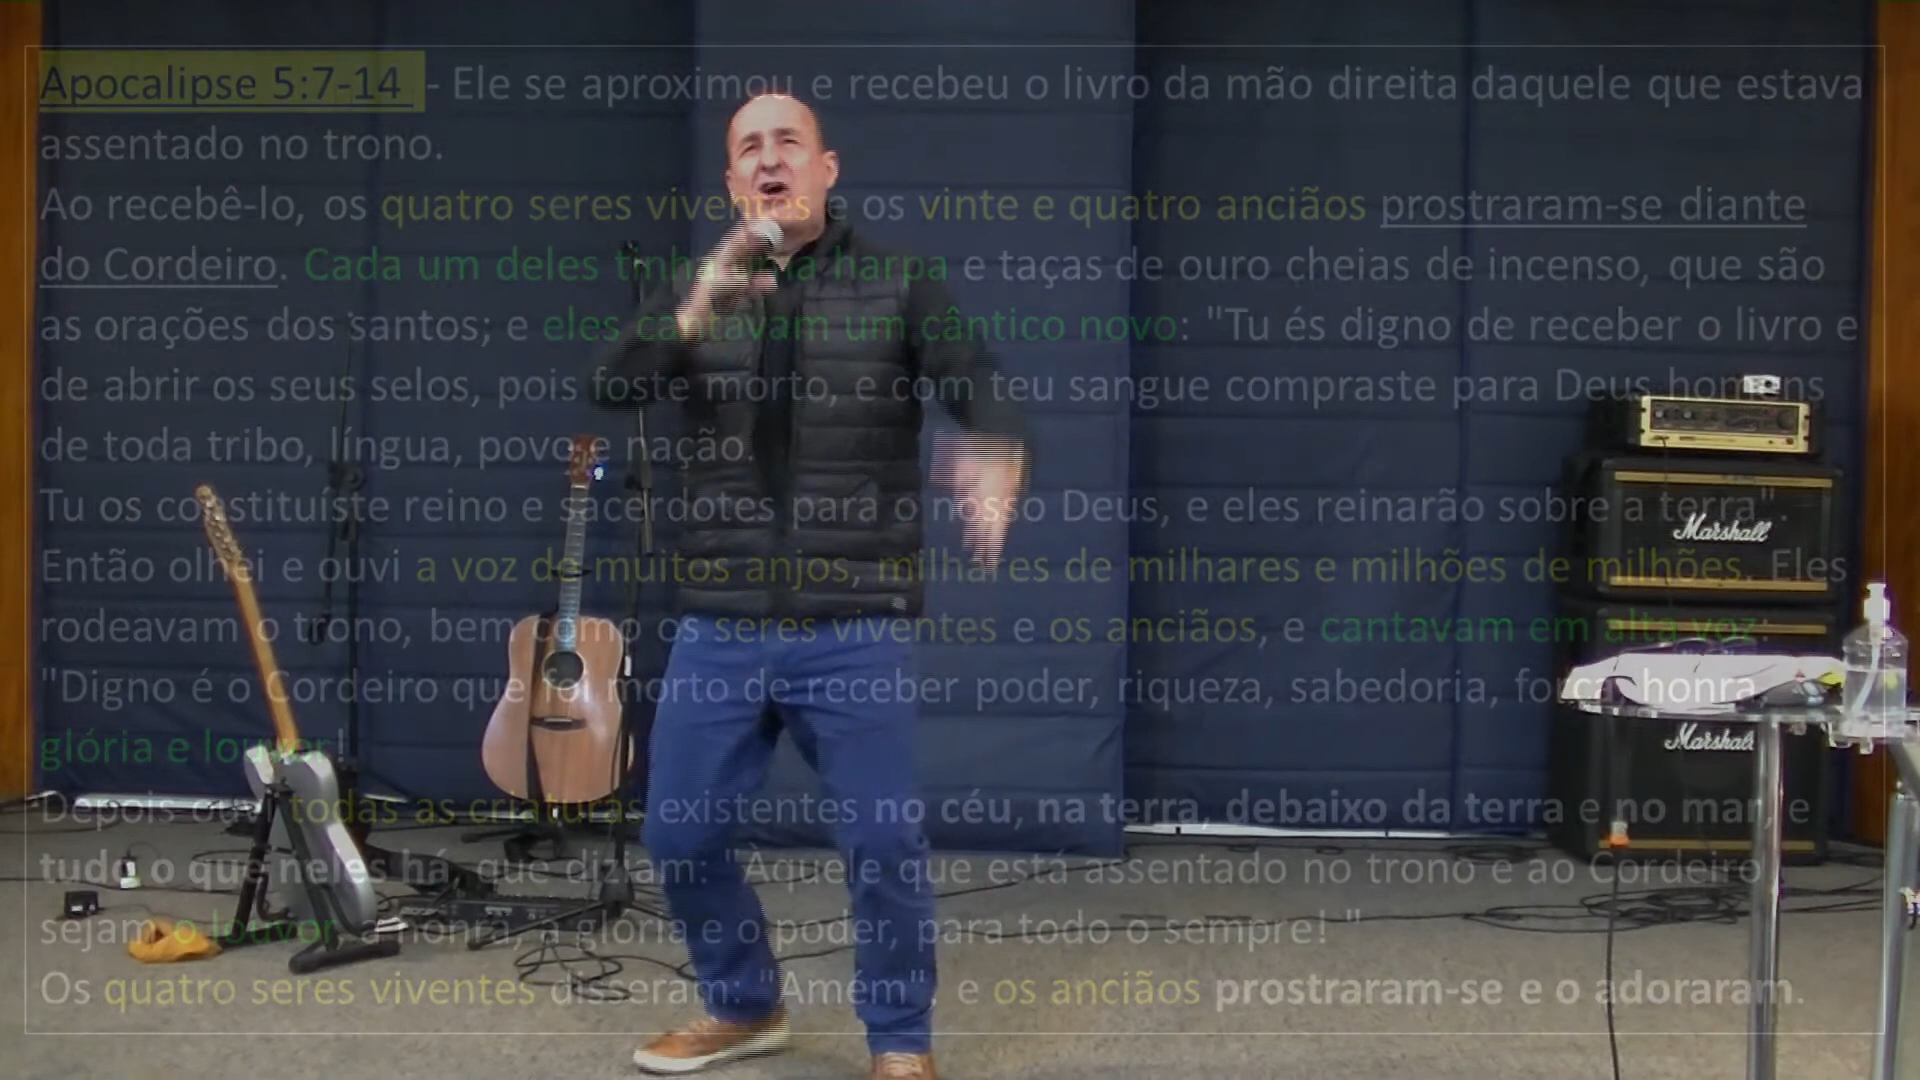 Apocalipse 5:7-14 - Ele se aproximou e recebeu o livro da mão direita daquele que estava
assentado no trono.
Ao recebê-lo, os quatro seres viventes e os vinte e quatro anciãos prostraram-se diante
do Cordeiro. Cada um deles tinha uma harpa e taças de ouro cheias de incenso, que são
as orações dos santos; e eles cantavam um cântico novo: "Tu és digno de receber o livro e
de abrir os seus selos, pois foste morto, e com teu sangue compraste para Deus homens
de toda tribo, língua, povo e nação.
Tu os constituíste reino e sacerdotes para o nosso Deus, e eles reinarão sobre a terra".
Então olhei e ouvi a voz de muitos anjos, milhares de milhares e milhões de milhões. Eles
rodeavam o trono, bem como os seres viventes e os anciãos, e cantavam em alta voz:
"Digno é o Cordeiro que foi morto de receber poder, riqueza, sabedoria, força, honra,
glória e louvor!
Depois ouvi todas as criaturas existentes no céu, na terra, debaixo da terra e no mar, e
tudo o que neles há, que diziam: "Àquele que está assentado no trono e ao Cordeiro
sejam o louvor, a honra, a glória e o poder, para todo o sempre! "
Os quatro seres viventes disseram: "Amém", e os anciãos prostraram-se e o adoraram.
Marshall
Marshall